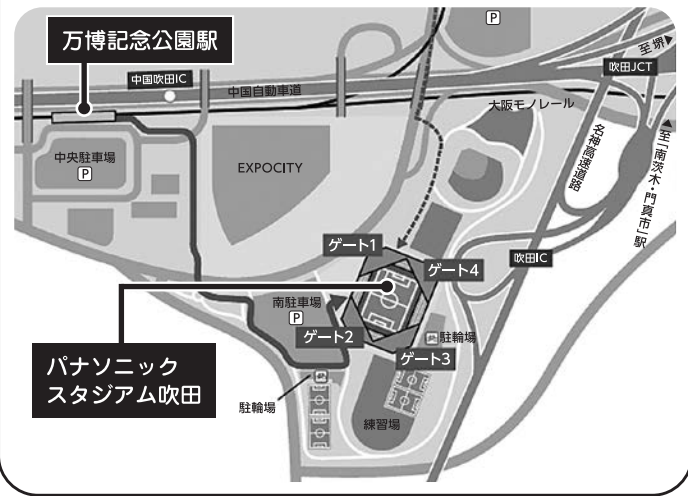 P
万博記念公園駅
中国吹田IC
中国自動車道
至堺
吹田JCT
大阪モノレール
名神高速道路
至「南茨木・門真市」駅
中央駐車場
P
EXPOCITY
ゲート1
ゲート4
吹田IC
南駐車場
P
ゲート2
駐輪場
ゲート3
パナソニック
スタジアム吹田
駐輪場
練習場